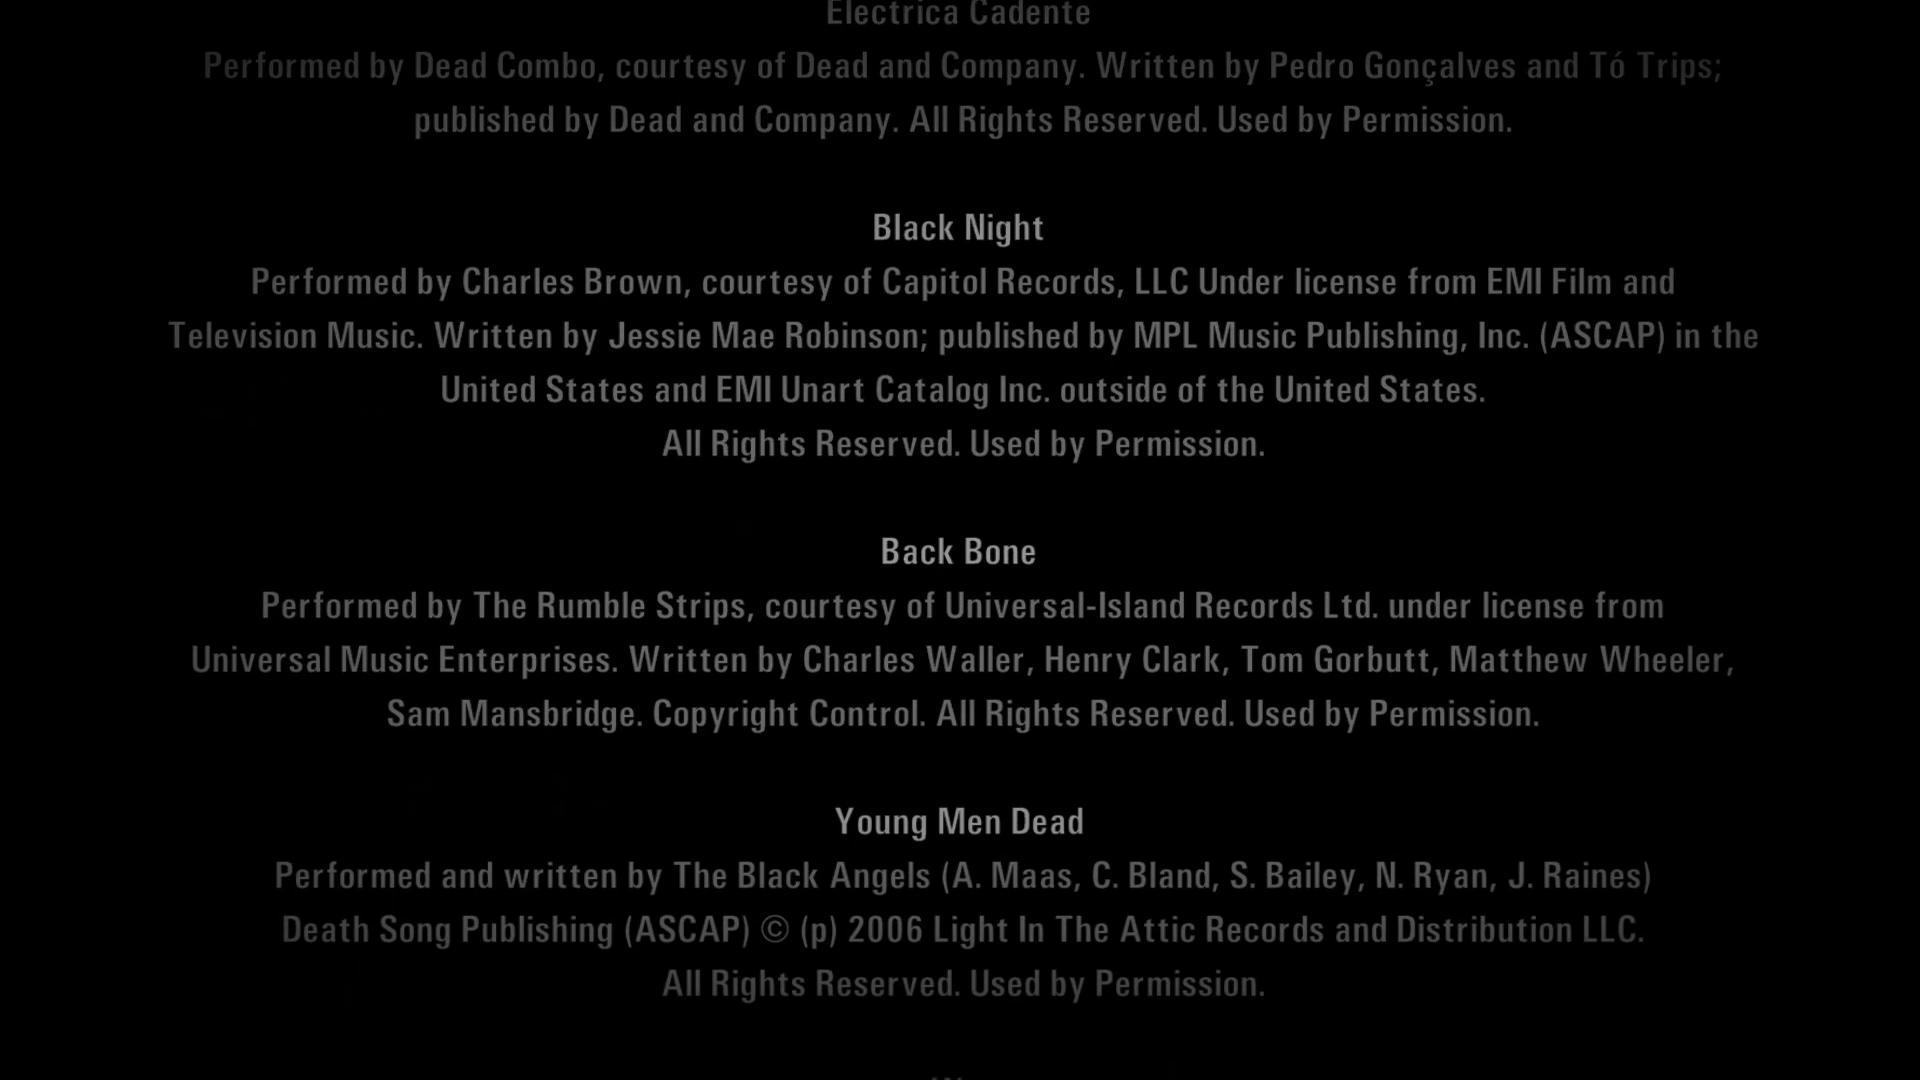 Electrica Cadente
Performed by Dead Combo, courtesy of Dead and Company. Written by Pedro Gonçalves and Tó Trips;
published by Dead and Company. All Rights Reserved. Used by Permission.
Black Night
Performed by Charles Brown, courtesy of Capitol Records, LLC Under license from EMI Film and
Television Music. Written by Jessie Mae Robinson; published by MPL Music Publishing, Inc. (ASCAP) in the
United States and EMI Unart Catalog Inc. outside of the United States.
All Rights Reserved. Used by Permission.
Back Bone
Performed by The Rumble Strips, courtesy of Universal-Island Records Ltd. under license from
Universal Music Enterprises. Written by Charles Waller, Henry Clark, Tom Gorbutt, Matthew Wheeler,
Sam Mansbridge. Copyright Control. All Rights Reserved. Used by Permission.
Young Men Dead
Performed and written by The Black Angels (A. Maas, C. Bland, S. Bailey, N. Ryan, J. Raines)
Death Song Publishing (ASCAP) © (p) 2006 Light In The Attic Records and Distribution LLC.
All Rights Reserved. Used by Permission.